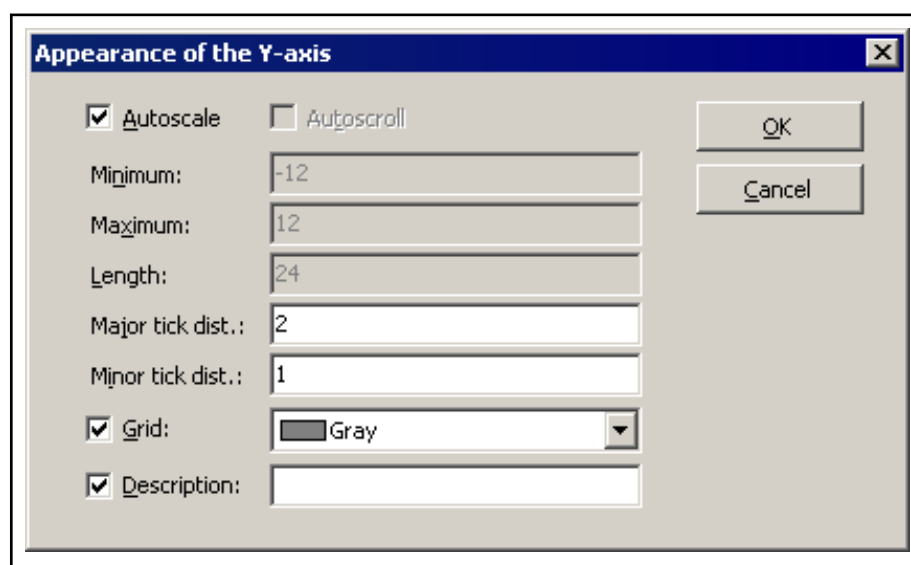 Appearance of the Y-axis
Autoscale Autoscroll
OK
Minimum: -12
Cancel
Maximum: 12
Length: 24
Major tick dist.: 2
Minor tick dist.: 1
Grid: Gray
Description: